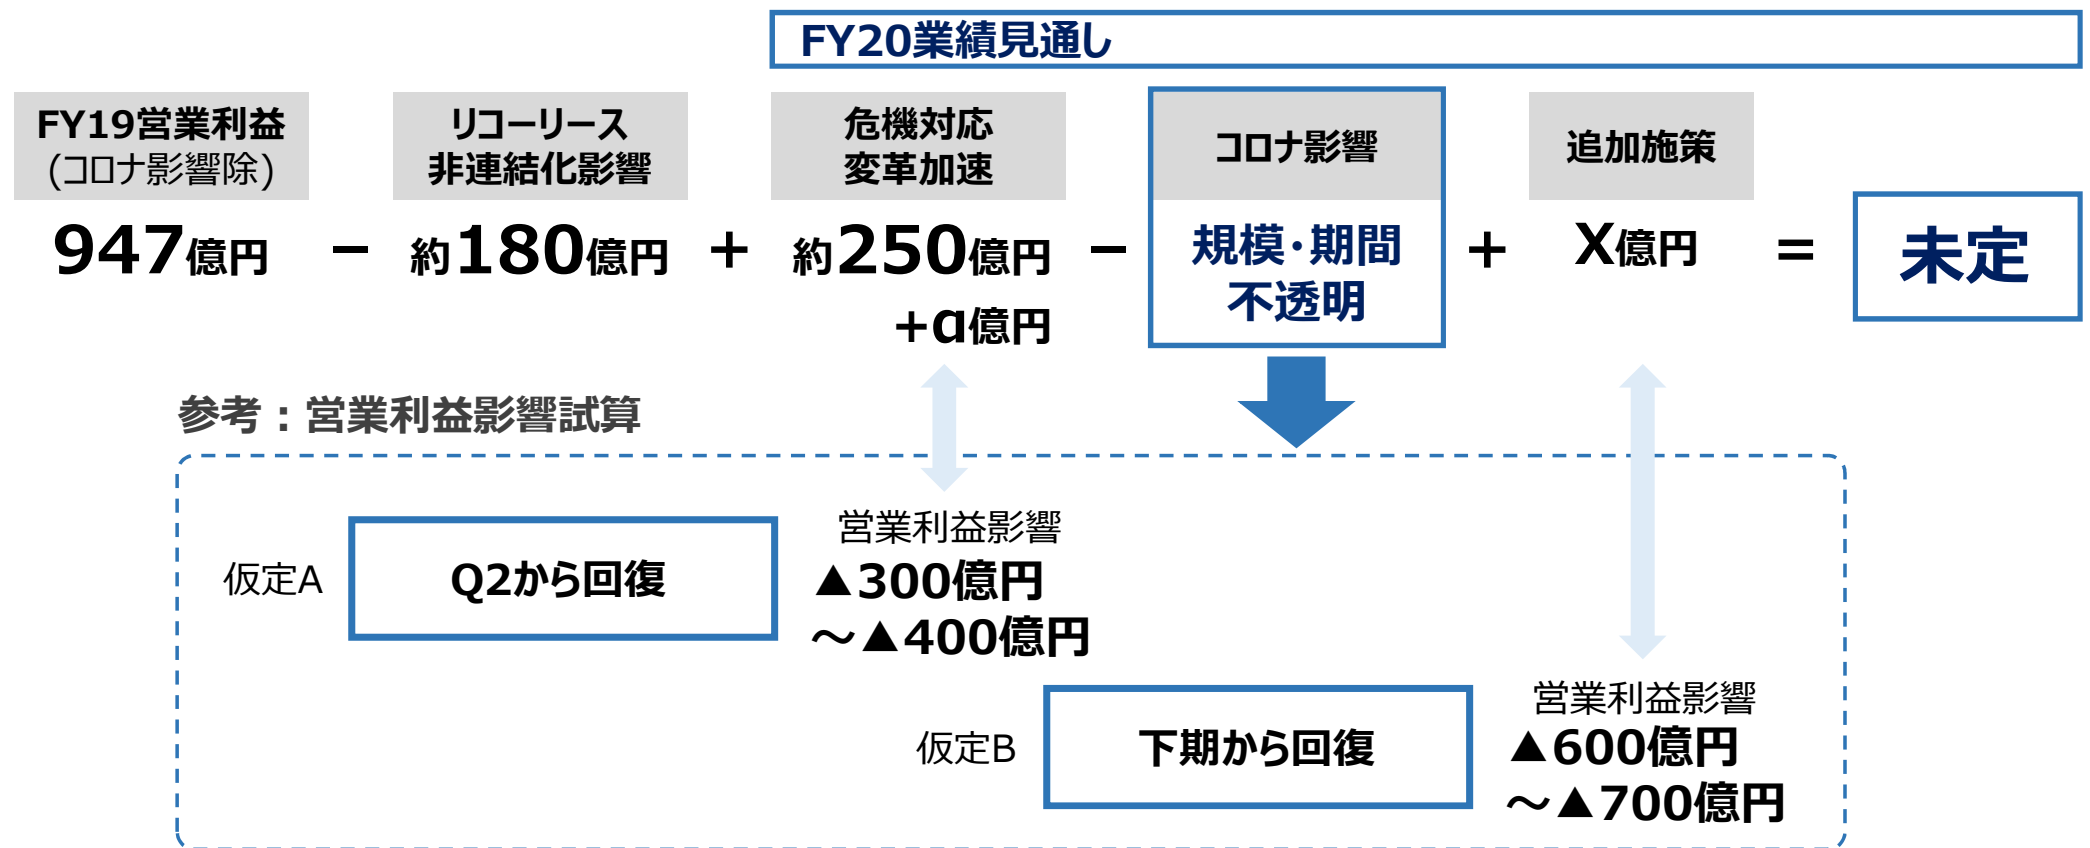 FY20業績見通し
FY19営業利益
(コロナ影響除)
947億円
−
リコーリース
非連結化影響
約180億円
+
危機対応
変革加速
約250億円
+α億円
−
コロナ影響
規模・期間
不透明
+
追加施策
X億円
=
未定
参考：営業利益影響試算
仮定A
Q2から回復
営業利益影響
▲300億円
～▲400億円
仮定B
下期から回復
営業利益影響
▲600億円
～▲700億円